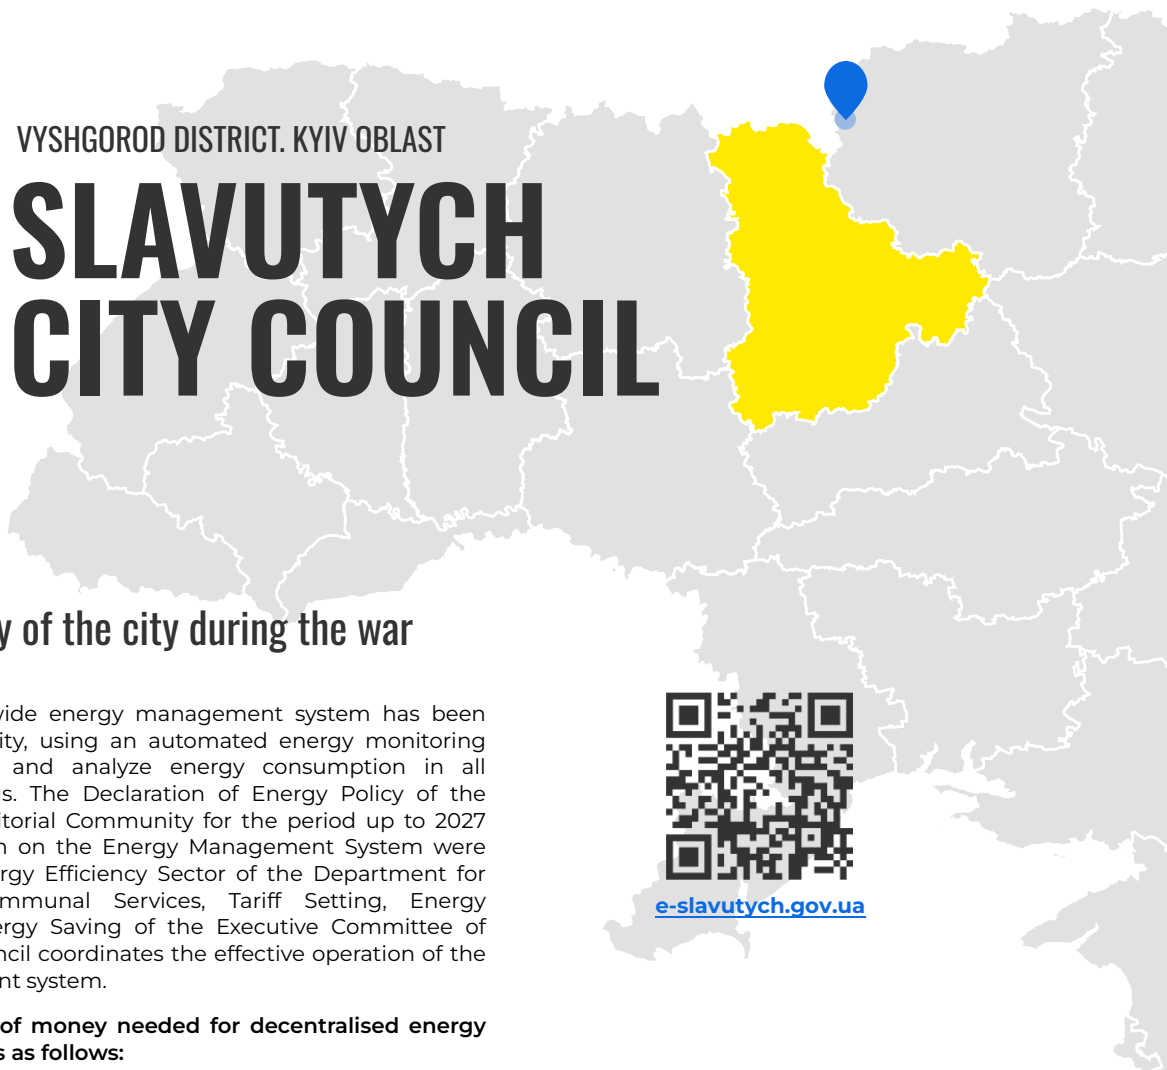 VYSHGOROD DISTRICT. KYIV OBLAST
SLAVUTYCH
CITY COUNCIL
y of the city during the war
wide energy management system has been
ity, using an automated energy monitoring
and analyze energy consumption in all
s. The Declaration of Energy Policy of the
itorial Community for the period up to 2027
n on the Energy Management System were
rgy Efficiency Sector of the Department for
mmunal Services, Tariff Setting, Energy
ergy Saving of the Executive Committee of
ncil coordinates the effective operation of the
nt system.
of money needed for decentralised energy
s as follows:
e-slavutych.gov.ua